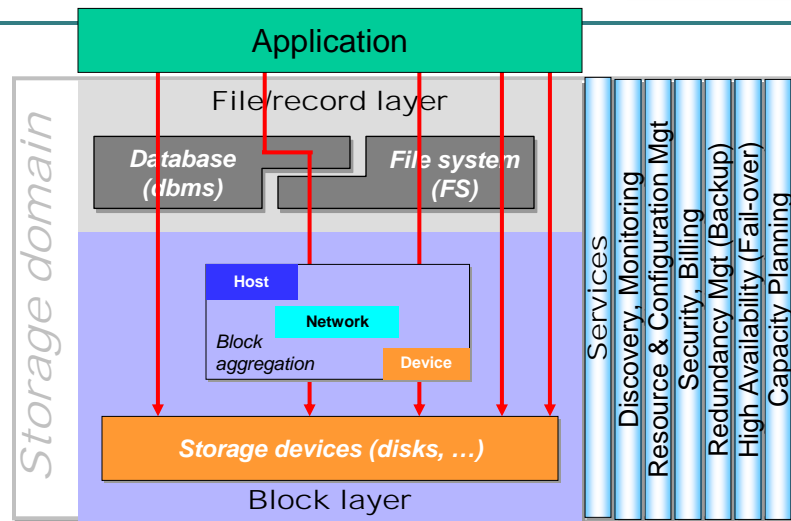 Application
File/record layer
Database
(dbms)
File system
(FS)
Host
Network
Block
aggregation
Device
Storage devices (disks, …)
Block layer
Storage domain
Services
Discovery, Monitoring
Resource & Configuration Mgt
Security, Billing
Redundancy Mgt (Backup)
High Availability (Fail-over)
Capacity Planning